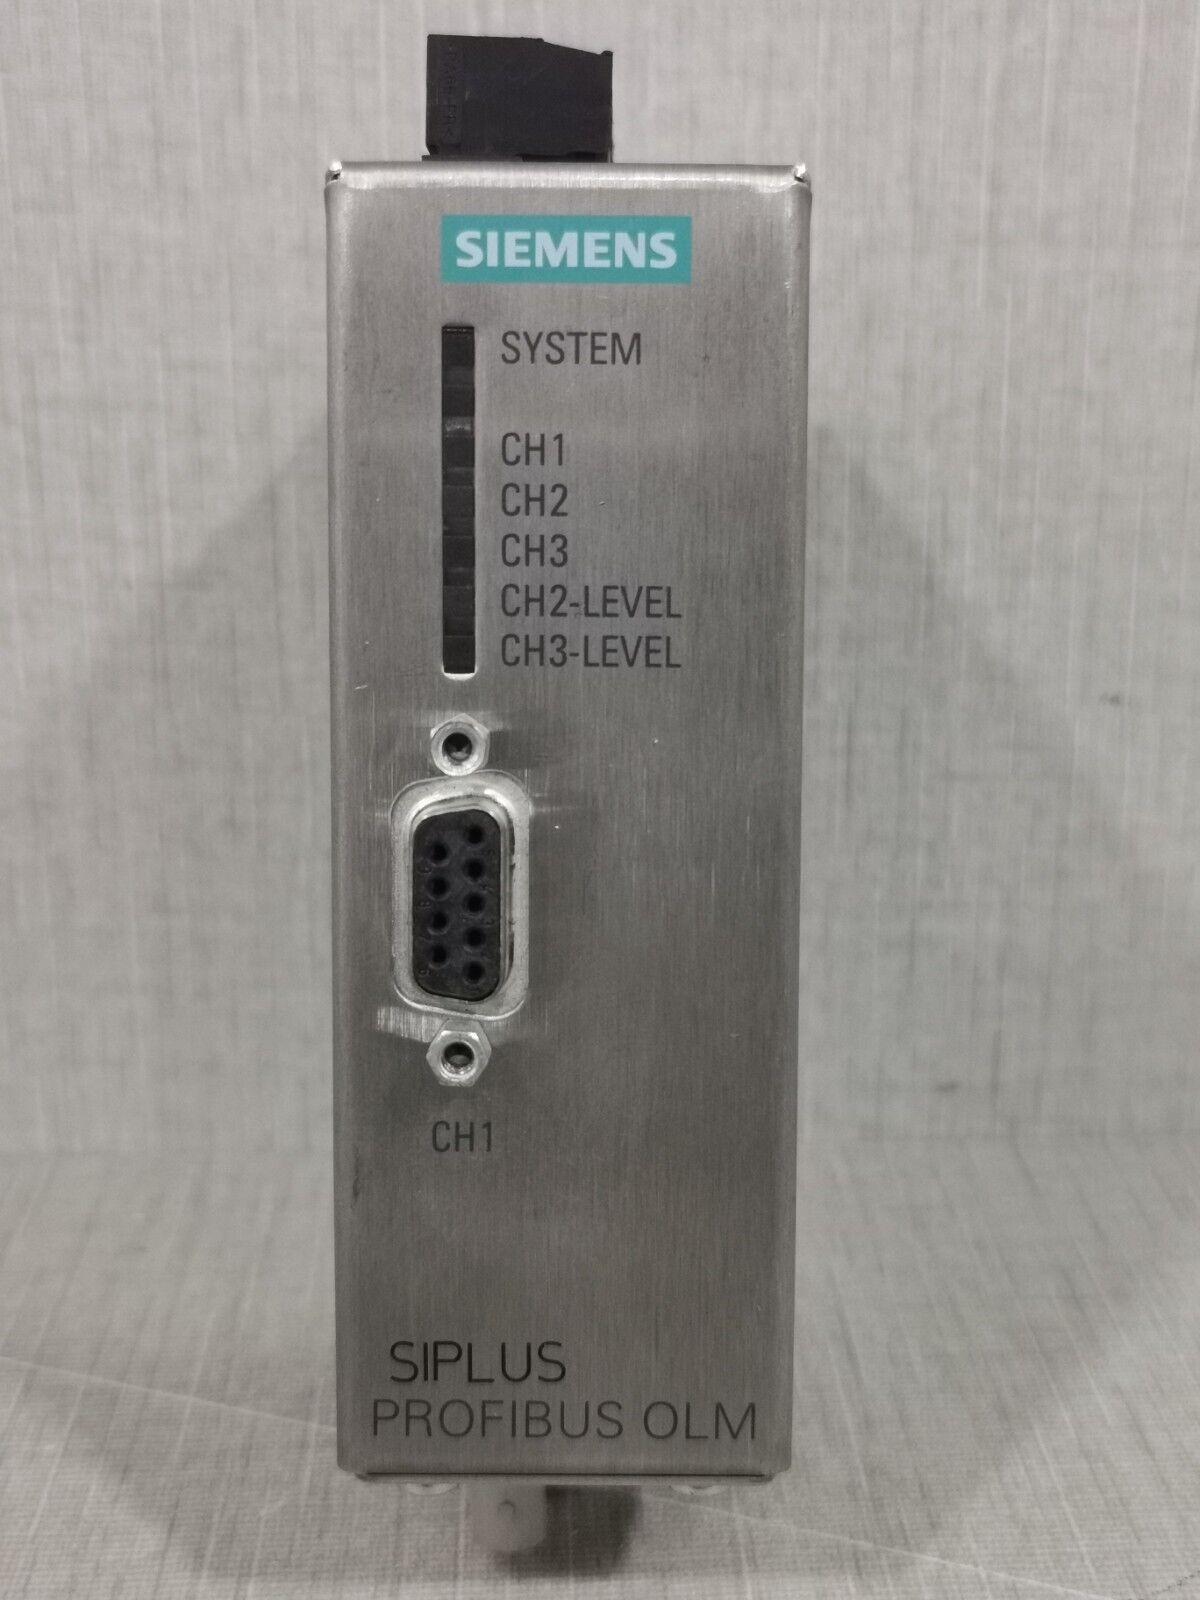 SIEMENS
SYSTEM
CH1
CH2
CH3
CH2-LEVEL
CH3-LEVEL
CH1
SIPLUS
PROFIBUS OLM